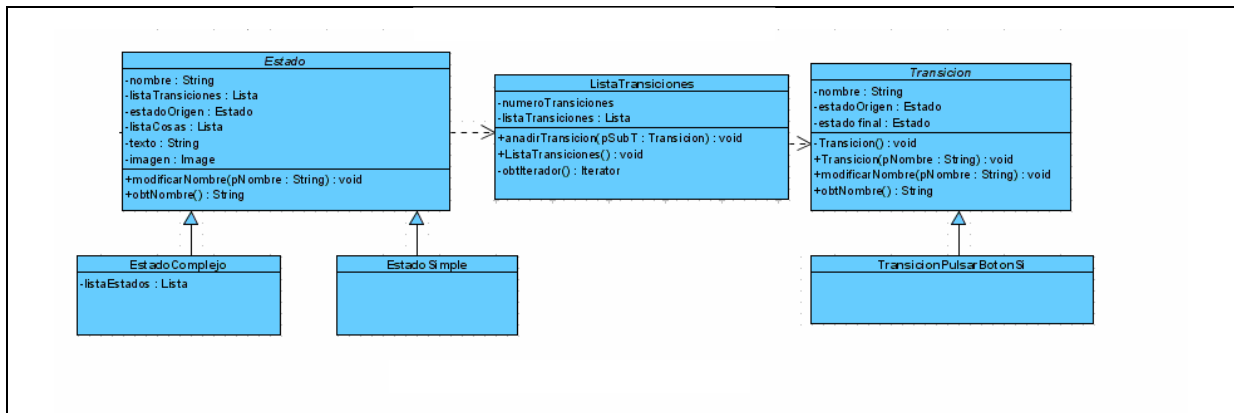 Estado
-nombre : String
-listaTransiciones : Lista
-estadoOrigen : Estado
-listaCosas : Lista
-texto : String
-imagen : Image
+modificarNombre(pNombre : String) : void
+obtNombre() : String
ListaTransiciones
-numeroTransiciones
-listaTransiciones : Lista
+anadirTransicion(pSubT : Transicion) : void
+ListaTransiciones() : void
-obtIterador() : Iterator
Transicion
-nombre : String
-estadoOrigen : Estado
-estado final : Estado
-Transicion() : void
+Transicion(pNombre : String) : void
+modificarNombre(pNombre : String) : void
+obtNombre() : String
EstadoComplejo
-listaEstados : Lista
EstadoSimple
TransicionPulsarBotonSi